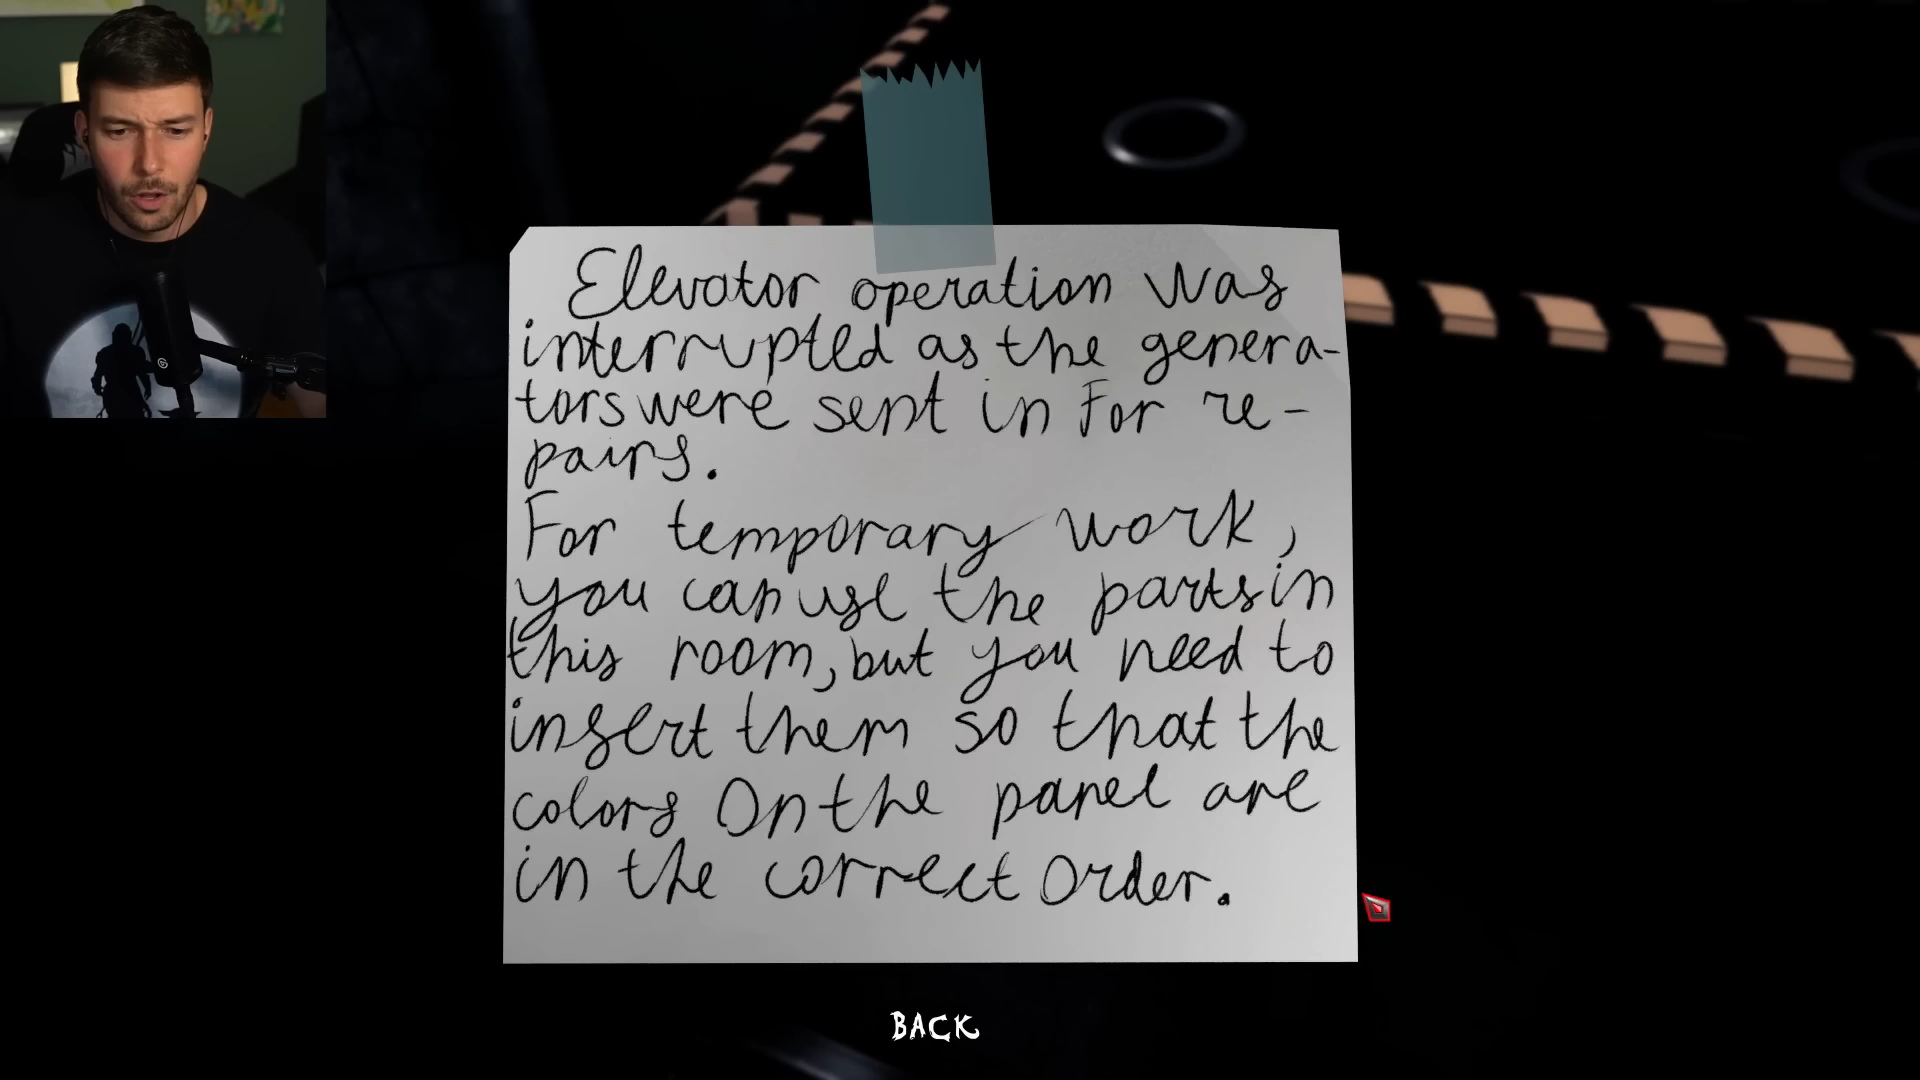 Elevator operation was
interrupted as the genera-
tors were sent in For re-
pairs.
For temporary work,
you can use the parts in
this room, but you need to
insert them so that the
colors On the panel are
in the correct Order.
BACK